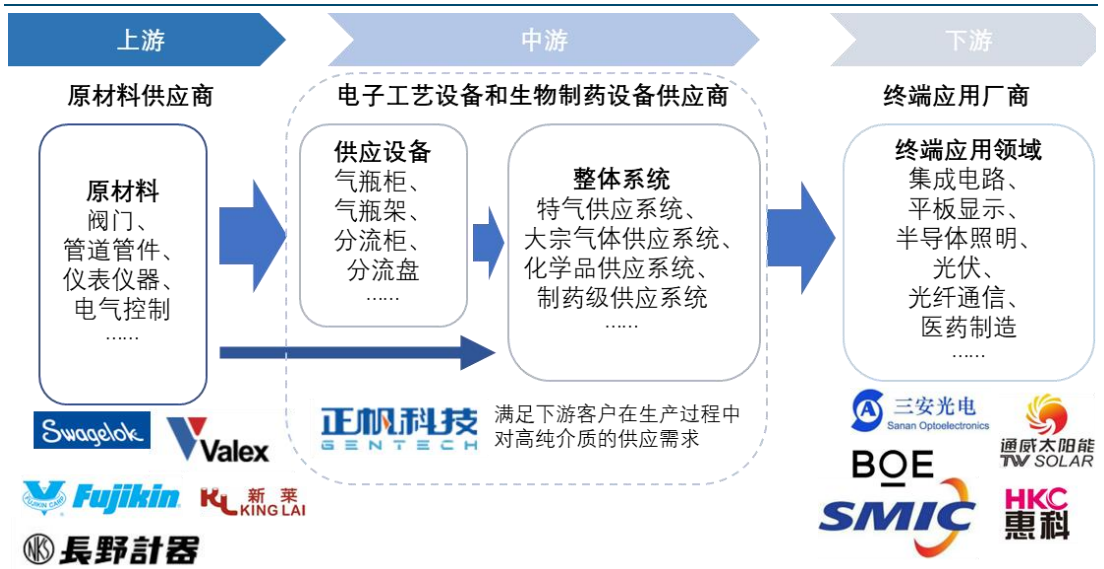 上游
中游
下游
原材料供应商
电子工艺设备和生物制药设备供应商
终端应用厂商
原材料
阀门、
管道管件、
仪表仪器、
电气控制
……
供应设备
气瓶柜、
气瓶架、
分流柜、
分流盘
……
整体系统
特气供应系统、
大宗气体供应系统、
化学品供应系统、
制药级供应系统
……
终端应用领域
集成电路、
平板显示、
半导体照明、
光伏、
光纤通信、
医药制造
……
Swagelok
Valex
FUJIKIN CARP
Fujikin
KL 新莱
KING LAI
NKS 長野計器
正帆科技
GENTECH
满足下游客户在生产过程中
对高纯介质的供应需求
三安光电
Sanan Optoelectronics
通威太阳能
TW SOLAR
BOE
SMIC
HKC
惠科